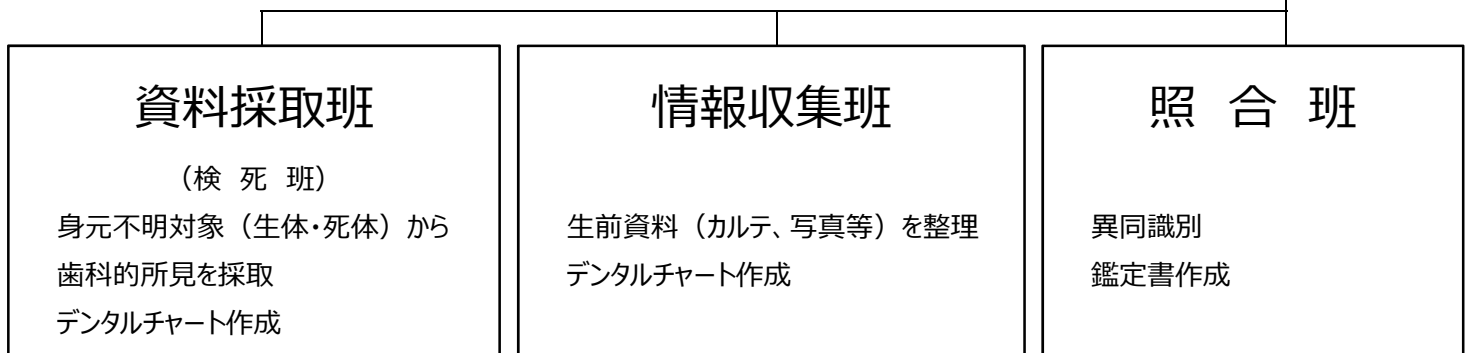 資料採取班
（検 死 班）
身元不明対象（生体・死体）から
歯科的所見を採取
デンタルチャート作成
情報収集班
生前資料（カルテ、写真等）を整理
デンタルチャート作成
照 合 班
異同識別
鑑定書作成